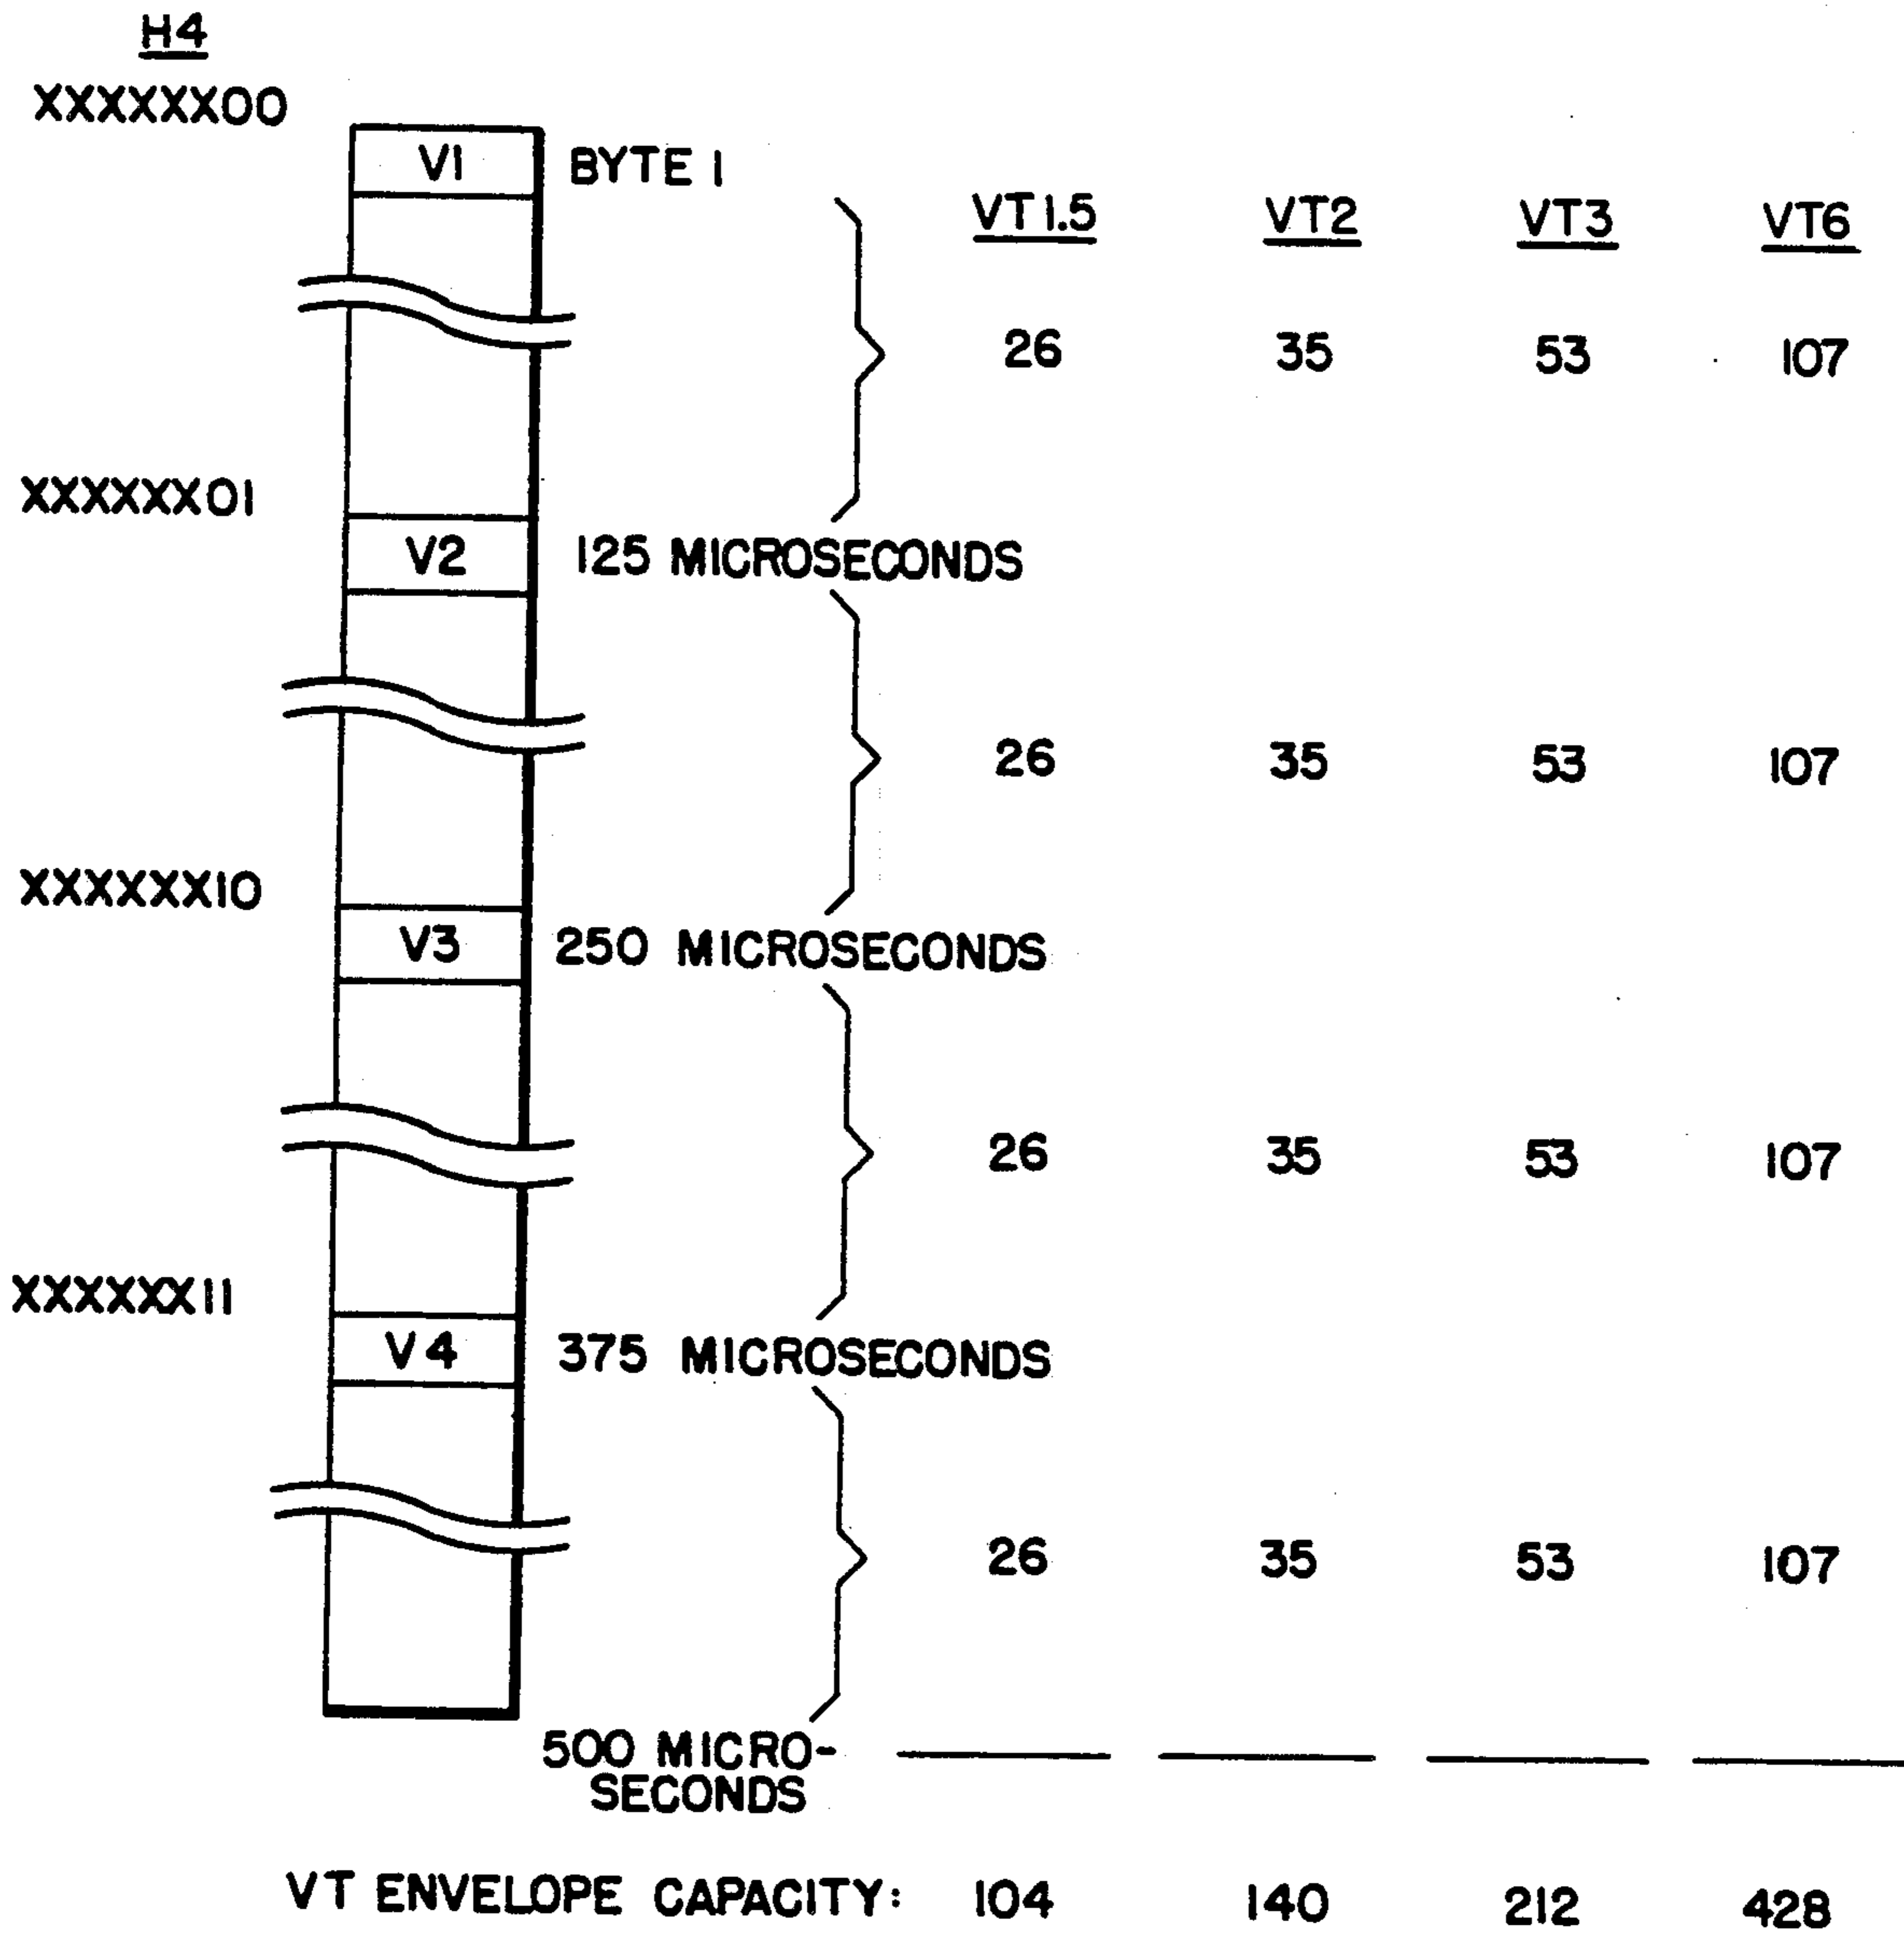 H4
XXXXXX00
V1 BYTE 1
VT1.5 VT2 VT3 VT6
26 35 53 107
XXXXXX01
V2 125 MICROSECONDS
26 35 53 107
XXXXXX10
V3 250 MICROSECONDS
26 35 53 107
XXXXXX11
V4 375 MICROSECONDS
26 35 53 107
500 MICRO-
SECONDS
VT ENVELOPE CAPACITY: 104 140 212 428